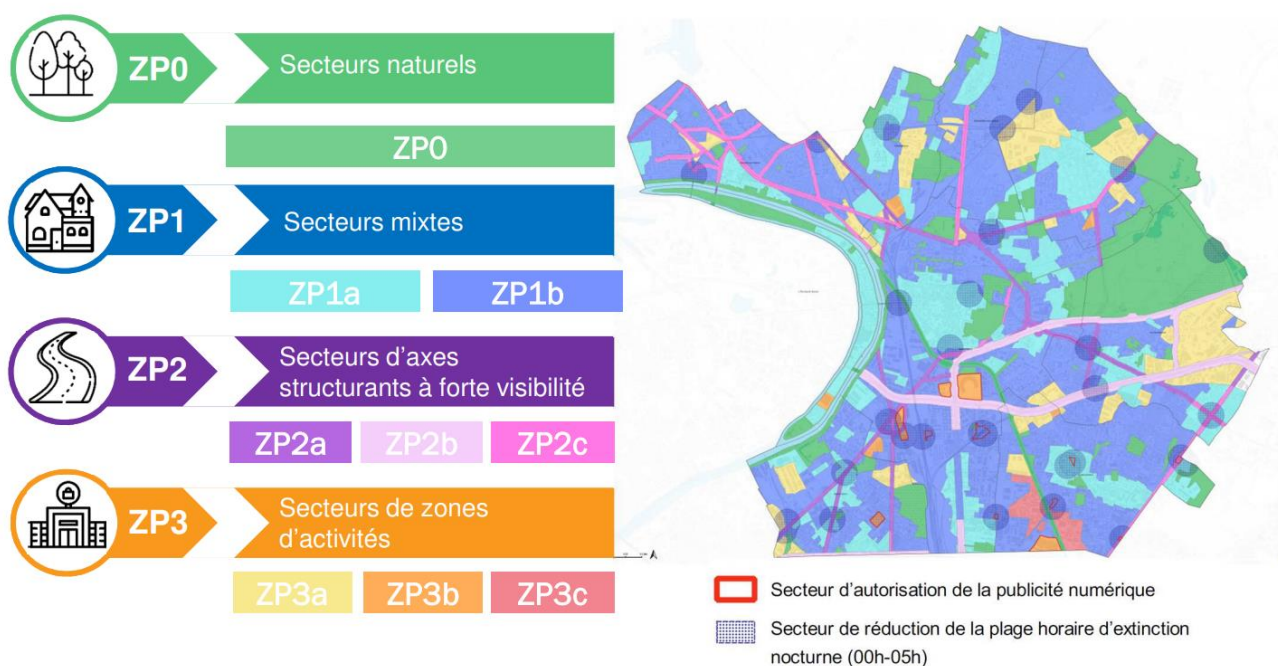 ZP0
Secteurs naturels
ZP0
ZP1
Secteurs mixtes
ZP1a
ZP1b
ZP2
Secteurs d'axes
structurants à forte visibilité
ZP2a
ZP2b
ZP2c
ZP3
Secteurs de zones
d'activités
ZP3a
ZP3b
ZP3c
Secteur d'autorisation de la publicité numérique
Secteur de réduction de la plage horaire d'extinction
nocturne (00h-05h)